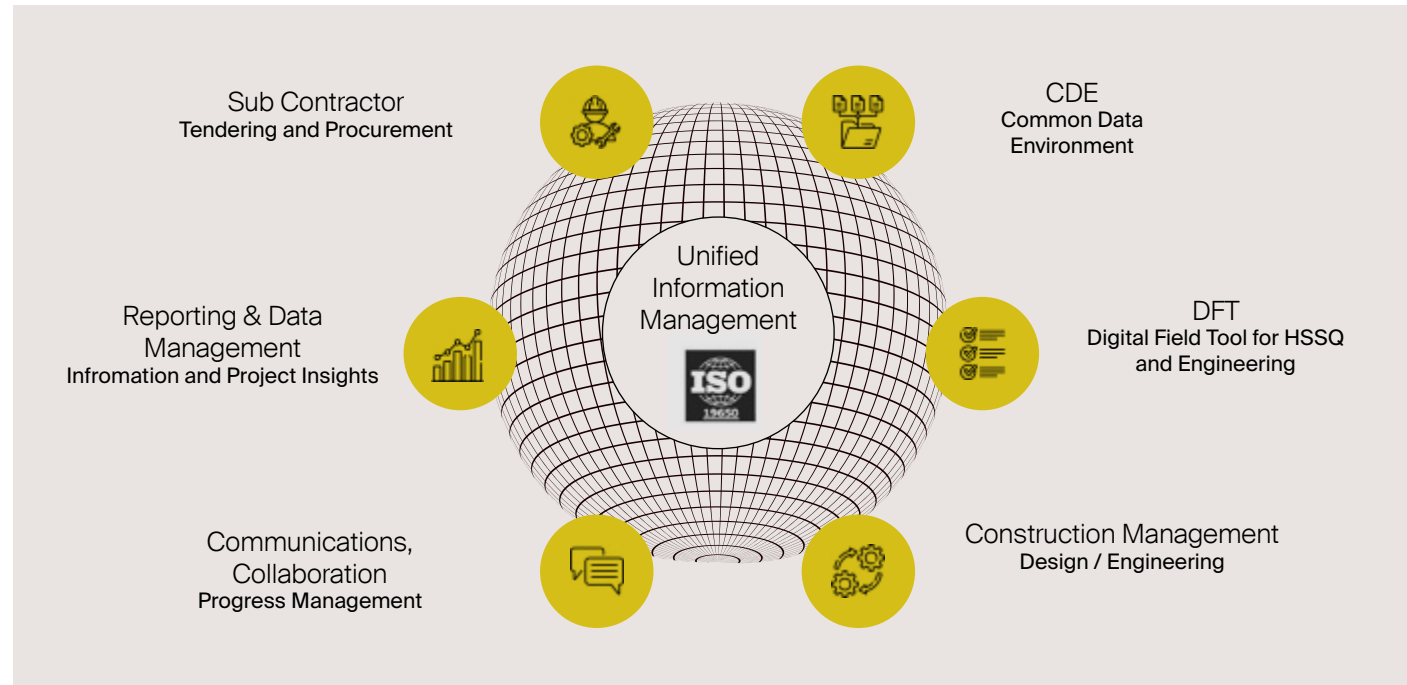 Sub Contractor
Tendering and Procurement
CDE
Common Data
Environment
Unified
Information
Management
ISO
19650
Reporting & Data
Management
Infromation and Project Insights
DFT
Digital Field Tool for HSSQ
and Engineering
Communications,
Collaboration
Progress Management
Construction Management
Design / Engineering